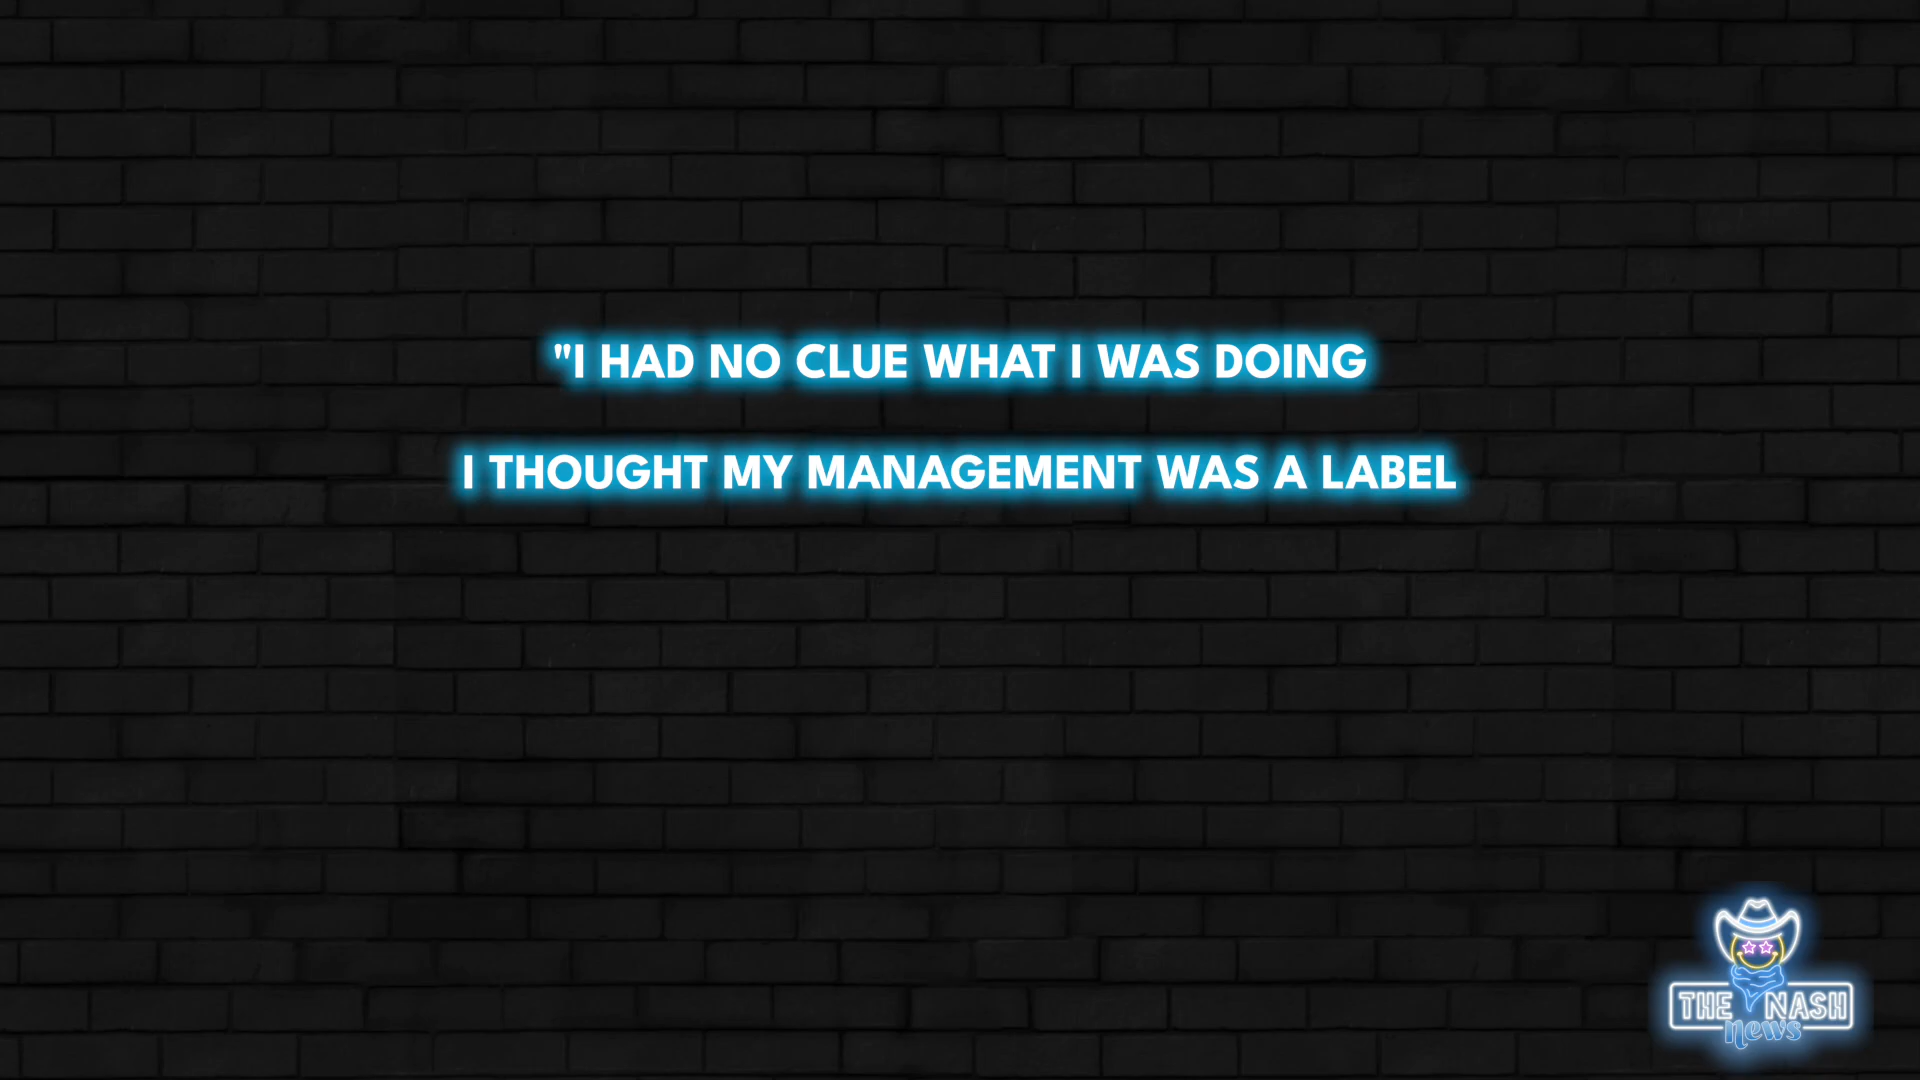 "I HAD NO CLUE WHAT I WAS DOING
I THOUGHT MY MANAGEMENT WAS A LABEL
THE NASH
news